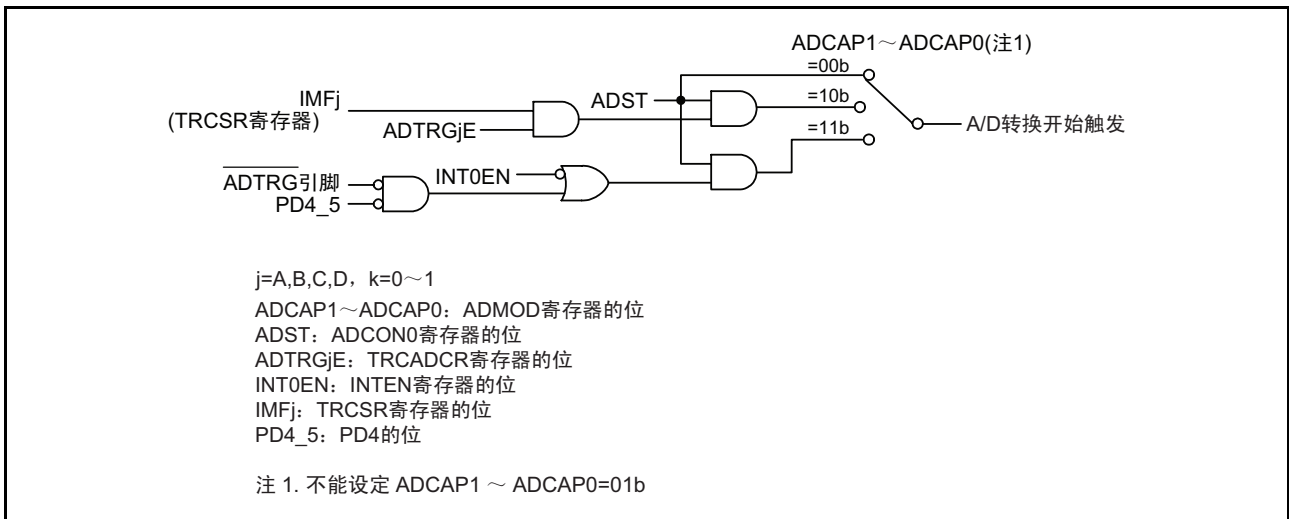 ADCAP1～ADCAP0(注1)
=00b
IMFj
(TRCSR寄存器)
ADTRGjE
ADST
=10b
=11b
A/D转换开始触发
ADTRG引脚
PD4_5
INT0EN
j=A,B,C,D，k=0～1
ADCAP1～ADCAP0：ADMOD寄存器的位
ADST：ADCON0寄存器的位
ADTRGjE：TRCADCR寄存器的位
INT0EN：INTEN寄存器的位
IMFj：TRCSR寄存器的位
PD4_5：PD4的位
注 1. 不能设定 ADCAP1 ～ ADCAP0=01b